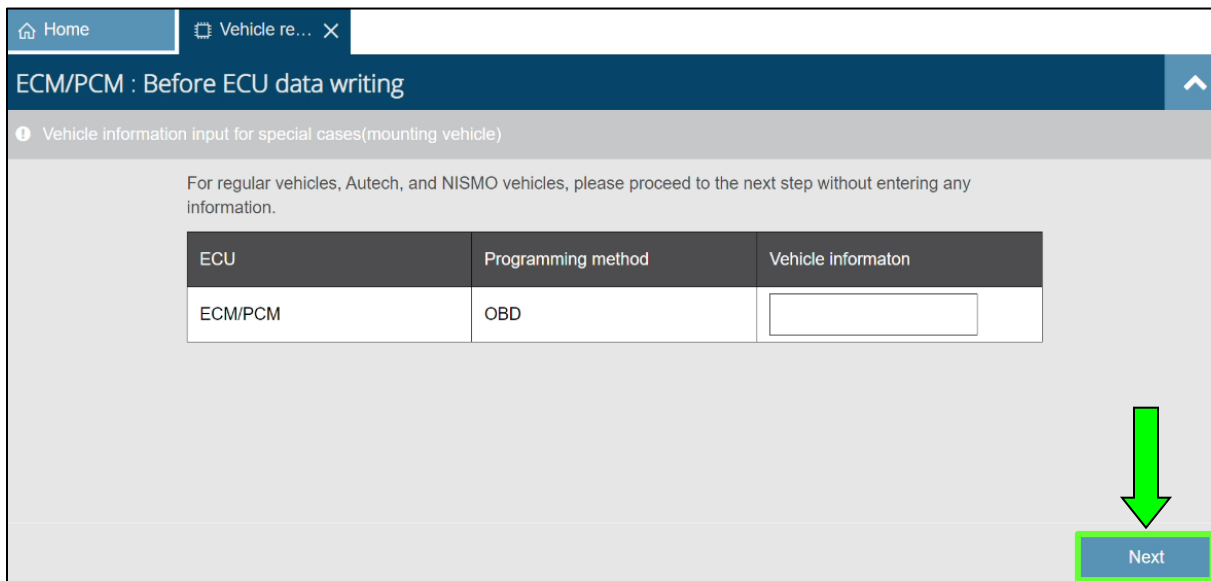 Home
Vehicle re...
ECM/PCM : Before ECU data writing
Vehicle information input for special cases(mounting vehicle)
For regular vehicles, Autech, and NISMO vehicles, please proceed to the next step without entering any
information.
ECU
Programming method
Vehicle informaton
ECM/PCM
OBD
Next